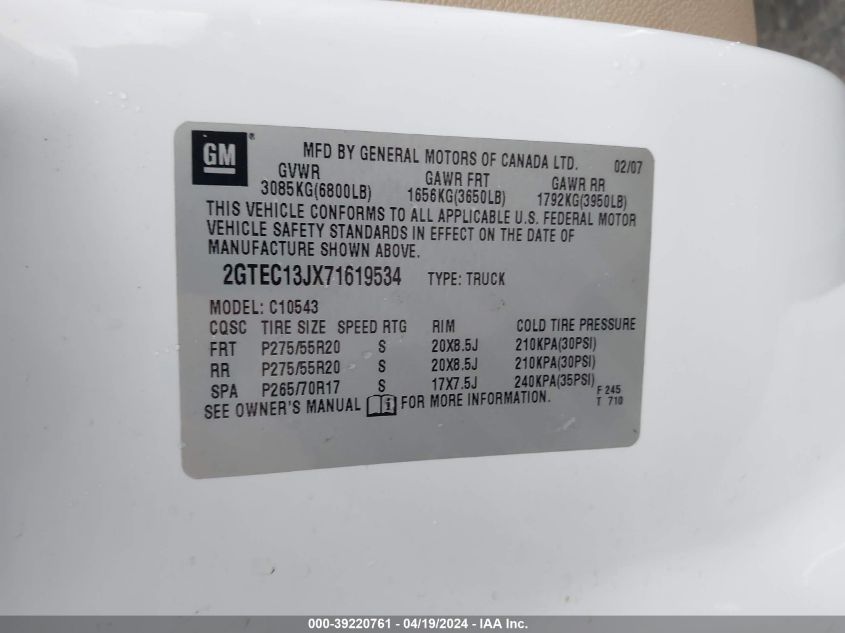 GM ® MFD BY GENERAL MOTORS OF CANADA LTD. 02/07
GVWR GAWR FRT GAWR RR
3085KG(6800LB) 1656KG(3650LB) 1792KG(3950LB)
THIS VEHICLE CONFORMS TO ALL APPLICABLE U.S. FEDERAL MOTOR
VEHICLE SAFETY STANDARDS IN EFFECT ON THE DATE OF
MANUFACTURE SHOWN ABOVE.
2GTEC13JX71619534 TYPE: TRUCK
MODEL: C10543
CQSC TIRE SIZE SPEED RTG RIM COLD TIRE PRESSURE
FRT P275/55R20 S 20X8.5J 210KPA(30PSI)
RR P275/55R20 S 20X8.5J 210KPA(30PSI)
SPA P265/70R17 S 17X7.5J 240KPA(35PSI)
F 245
SEE OWNER'S MANUAL i FOR MORE INFORMATION. T 710
000-39220761 - 04/19/2024 - IAA Inc.